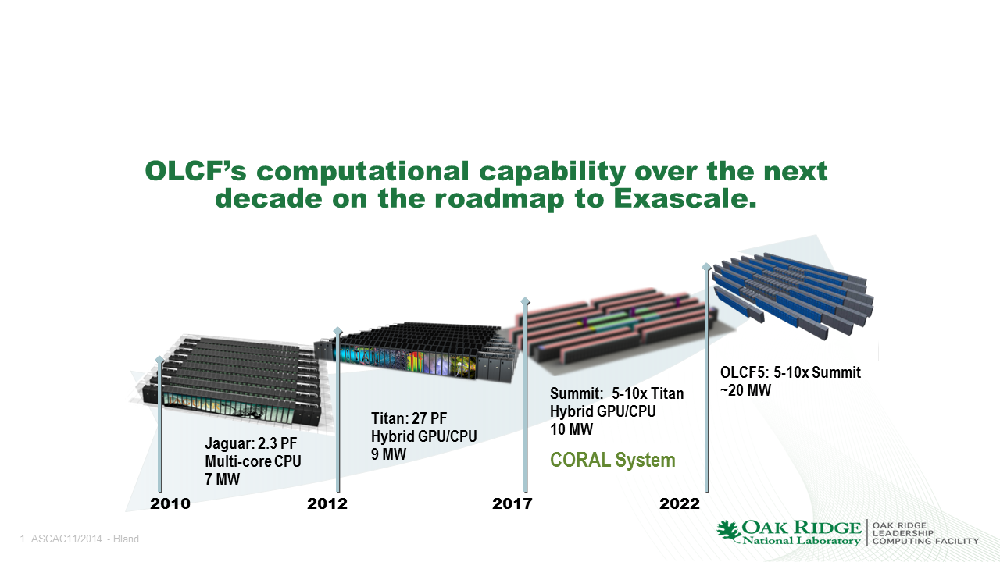 OLCF’s computational capability over the next
decade on the roadmap to Exascale.
Jaguar: 2.3 PF
Multi-core CPU
7 MW
Titan: 27 PF
Hybrid GPU/CPU
9 MW
Summit: 5-10x Titan
Hybrid GPU/CPU
10 MW
CORAL System
OLCF5: 5-10x Summit
~20 MW
2010
2012
2017
2022
1 ASCAC11/2014 - Bland
OAK RIDGE
National Laboratory
OAK RIDGE
LEADERSHIP
COMPUTING FACILITY